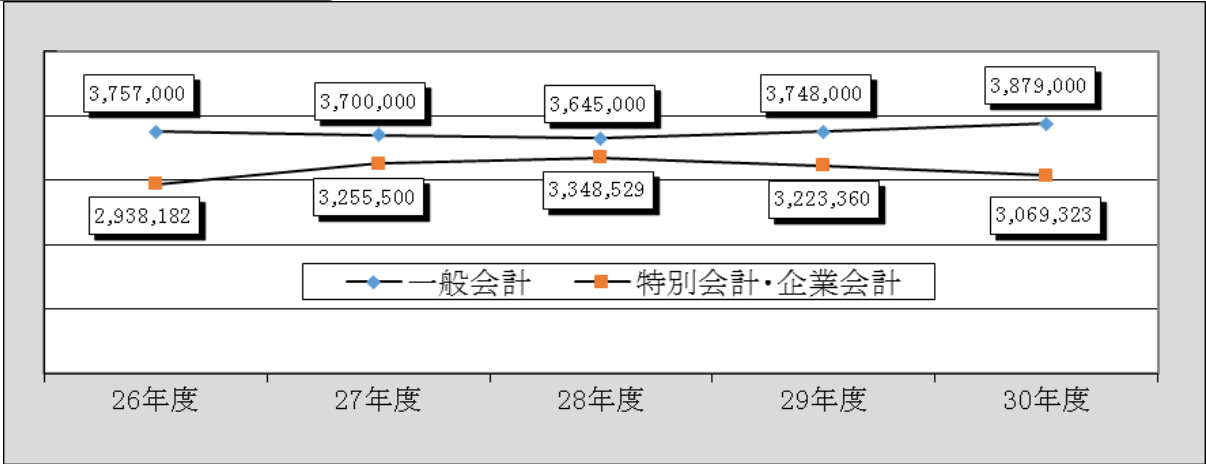 3,757,000
3,700,000
3,645,000
3,748,000
3,879,000
2,938,182
3,255,500
3,348,529
3,223,360
3,069,323
一般会計
特別会計・企業会計
26年度
27年度
28年度
29年度
30年度